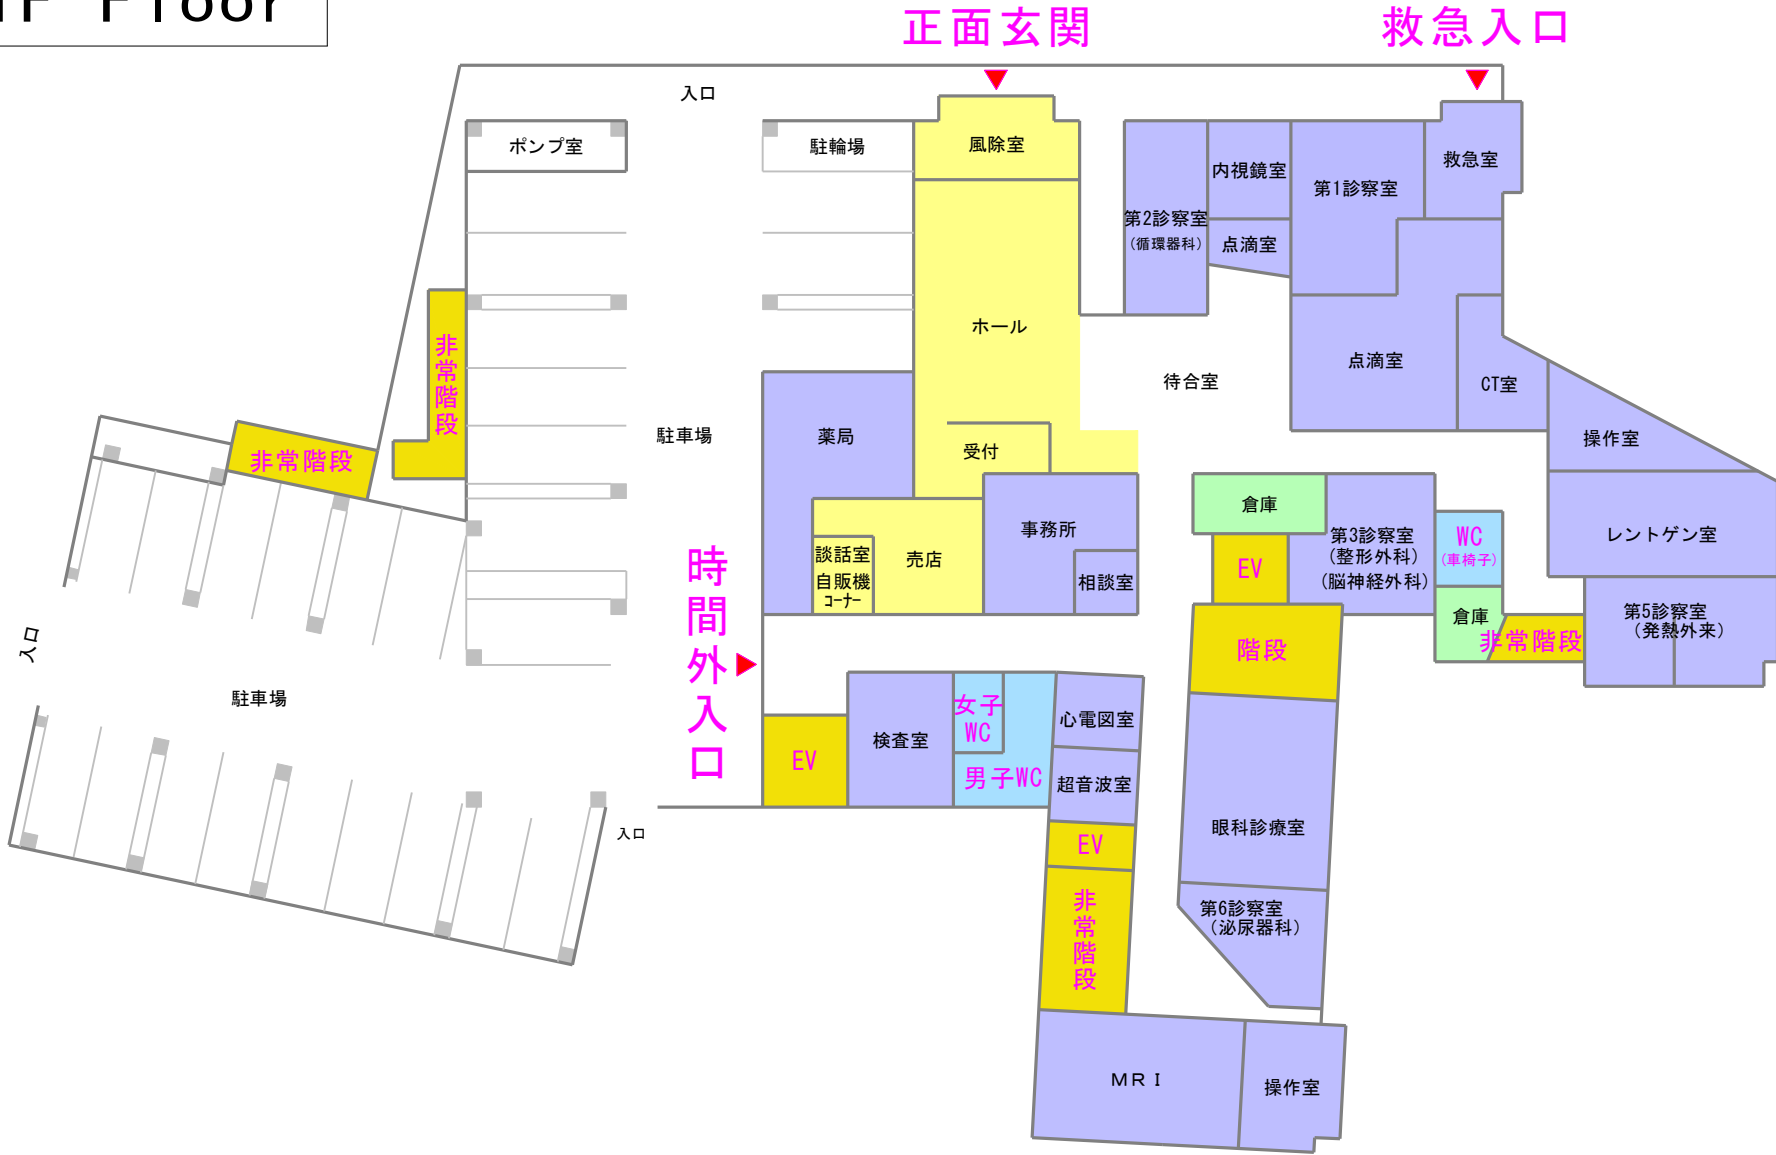 1F Floor
正面玄関
救急入口
入口
ポンプ室
駐輪場
風除室
内視鏡室
第1診察室
救急室
第2診察室
(循環器科)
点滴室
ホール
非常階段
点滴室
CT室
待合室
薬局
駐車場
受付
操作室
非常階段
倉庫
事務所
第3診察室
(整形外科)
(脳神経外科)
WC
(車椅子)
レントゲン室
談話室
自販機
コーナー
売店
相談室
EV
時間外入口
倉庫
非常階段
第5診察室
(発熱外来)
入口
階段
駐車場
EV
検査室
女子
WC
男子WC
心電図室
超音波室
入口
EV
眼科診療室
非常階段
第6診察室
(泌尿器科)
MRI
操作室